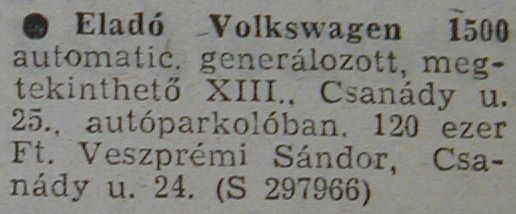 ● Eladó Volkswagen 1500
automatic, generálozott, meg-
tekinthető XIII., Csanády u.
25., autóparkolóban. 120 ezer
Ft. Veszprémi Sándor, Csa-
nády u. 24. (S 297966)